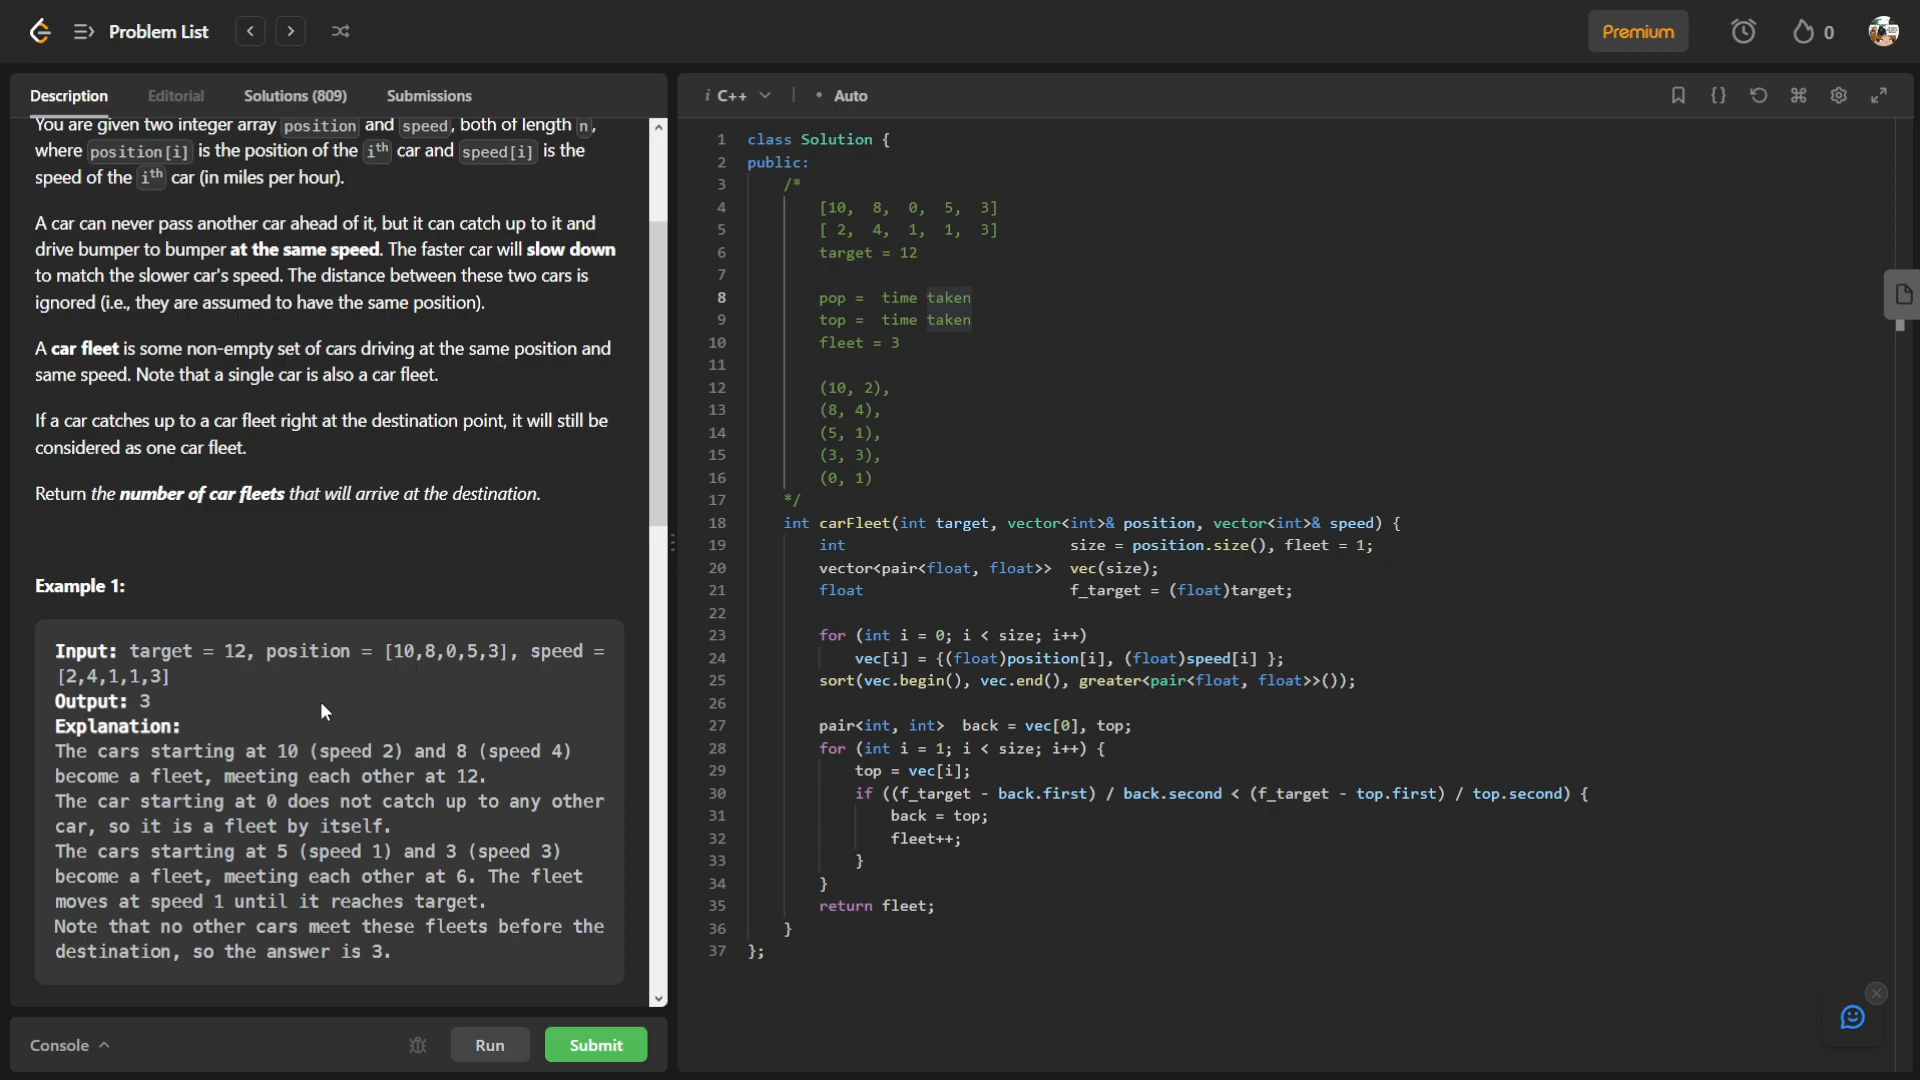 Problem List
Premium
0
Description Editorial Solutions (809) Submissions
You are given two integer array position and speed, both of length n,
where position[i] is the position of the ith car and speed[i] is the
speed of the ith car (in miles per hour).
A car can never pass another car ahead of it, but it can catch up to it and
drive bumper to bumper at the same speed. The faster car will slow down
to match the slower car's speed. The distance between these two cars is
ignored (i.e., they are assumed to have the same position).
A car fleet is some non-empty set of cars driving at the same position and
same speed. Note that a single car is also a car fleet.
If a car catches up to a car fleet right at the destination point, it will still be
considered as one car fleet.
Return the number of car fleets that will arrive at the destination.
Example 1:
Input: target = 12, position = [10,8,0,5,3], speed =
[2,4,1,1,3]
Output: 3
Explanation:
The cars starting at 10 (speed 2) and 8 (speed 4)
become a fleet, meeting each other at 12.
The car starting at 0 does not catch up to any other
car, so it is a fleet by itself.
The cars starting at 5 (speed 1) and 3 (speed 3)
become a fleet, meeting each other at 6. The fleet
moves at speed 1 until it reaches target.
Note that no other cars meet these fleets before the
destination, so the answer is 3.
Console
Run
Submit
i C++ | • Auto
{}
1 class Solution {
2 public:
3 /*
4 [10, 8, 0, 5, 3]
5 [ 2, 4, 1, 1, 3]
6 target = 12
7
8 pop = time taken
9 top = time taken
10 fleet = 3
11
12 (10, 2),
13 (8, 4),
14 (5, 1),
15 (3, 3),
16 (0, 1)
17 */
18 int carFleet(int target, vector<int>& position, vector<int>& speed) {
19 int size = position.size(), fleet = 1;
20 vector<pair<float, float>> vec(size);
21 float f_target = (float)target;
22
23 for (int i = 0; i < size; i++)
24 vec[i] = {(float)position[i], (float)speed[i] };
25 sort(vec.begin(), vec.end(), greater<pair<float, float>>());
26
27 pair<int, int> back = vec[0], top;
28 for (int i = 1; i < size; i++) {
29 top = vec[i];
30 if ((f_target - back.first) / back.second < (f_target - top.first) / top.second) {
31 back = top;
32 fleet++;
33 }
34 }
35 return fleet;
36 }
37 };